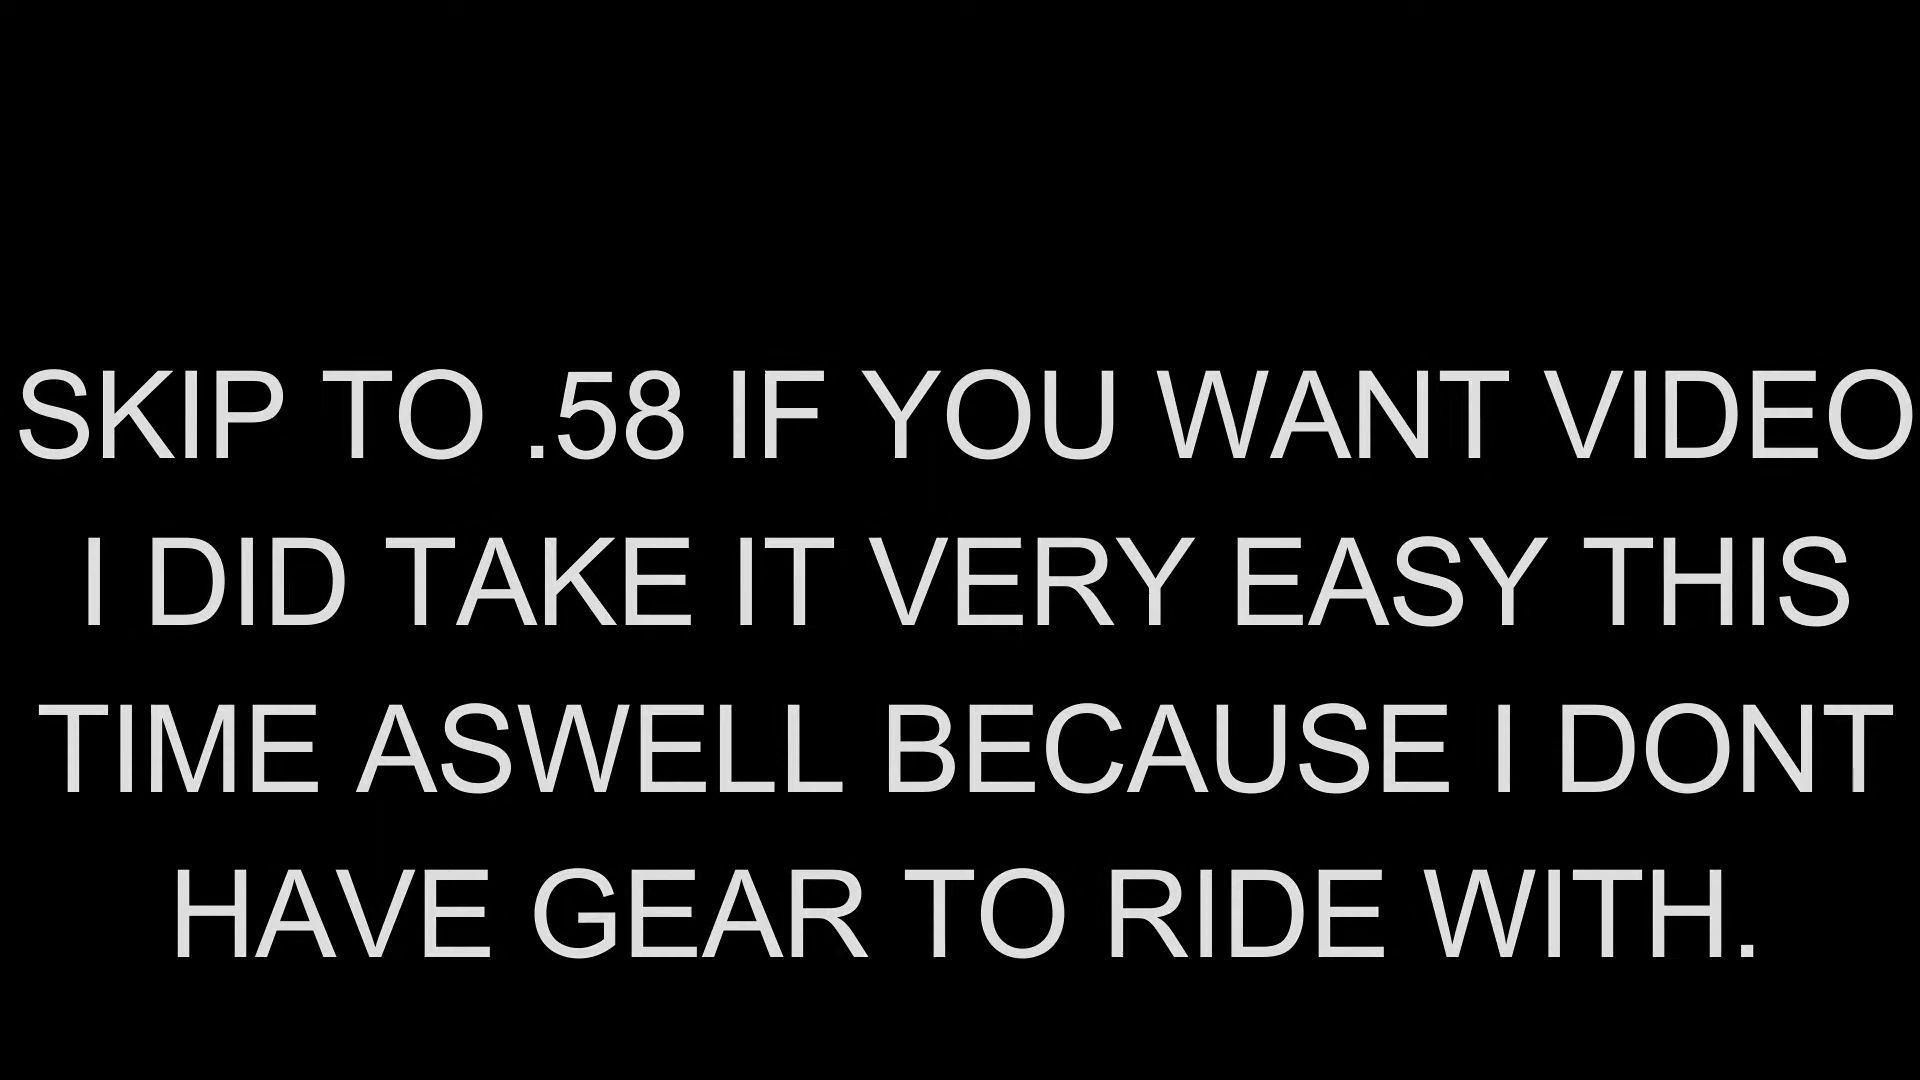 SKIP TO .58 IF YOU WANT VIDEO
I DID TAKE IT VERY EASY THIS
TIME ASWELL BECAUSE I DONT
HAVE GEAR TO RIDE WITH.